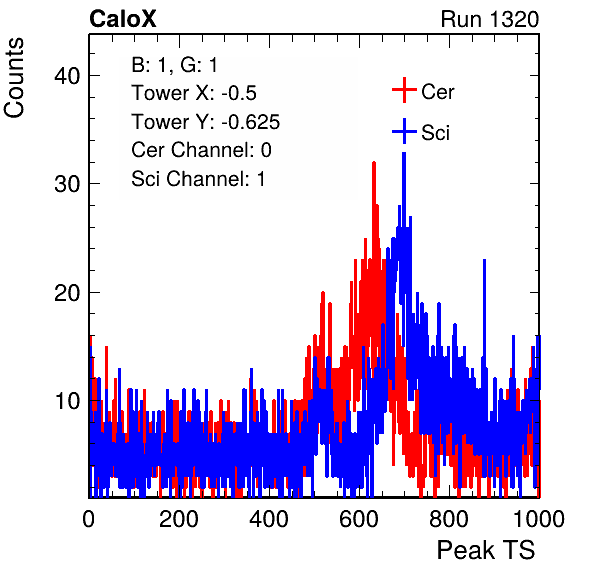 CaloX Run 1320
Counts
B: 1, G: 1
Tower X: -0.5
Tower Y: -0.625
Cer Channel: 0
Sci Channel: 1
Cer
Sci
40
30
20
10
0 200 400 600 800 1000
Peak TS